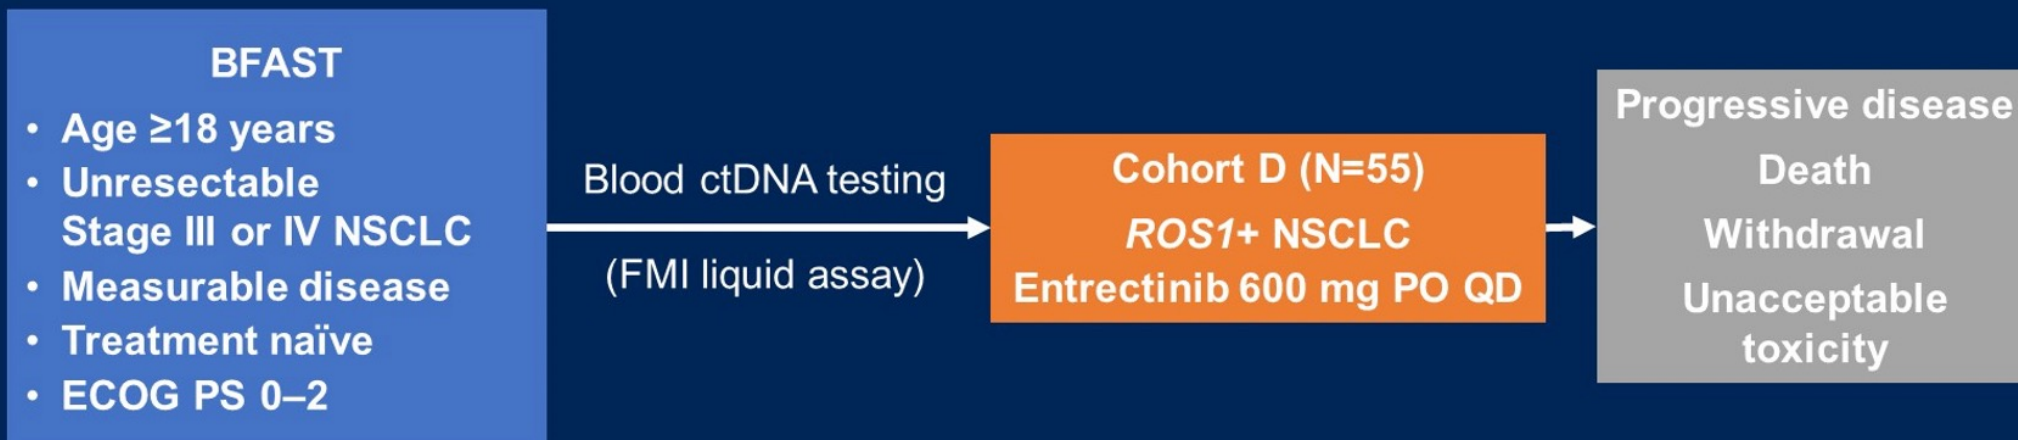 BFAST
• Age ≥18 years
• Unresectable
Stage III or IV NSCLC
• Measurable disease
• Treatment naïve
• ECOG PS 0–2
Blood ctDNA testing
(FMI liquid assay)
Cohort D (N=55)
ROS1+ NSCLC
Entrectinib 600 mg PO QD
Progressive disease
Death
Withdrawal
Unacceptable
toxicity